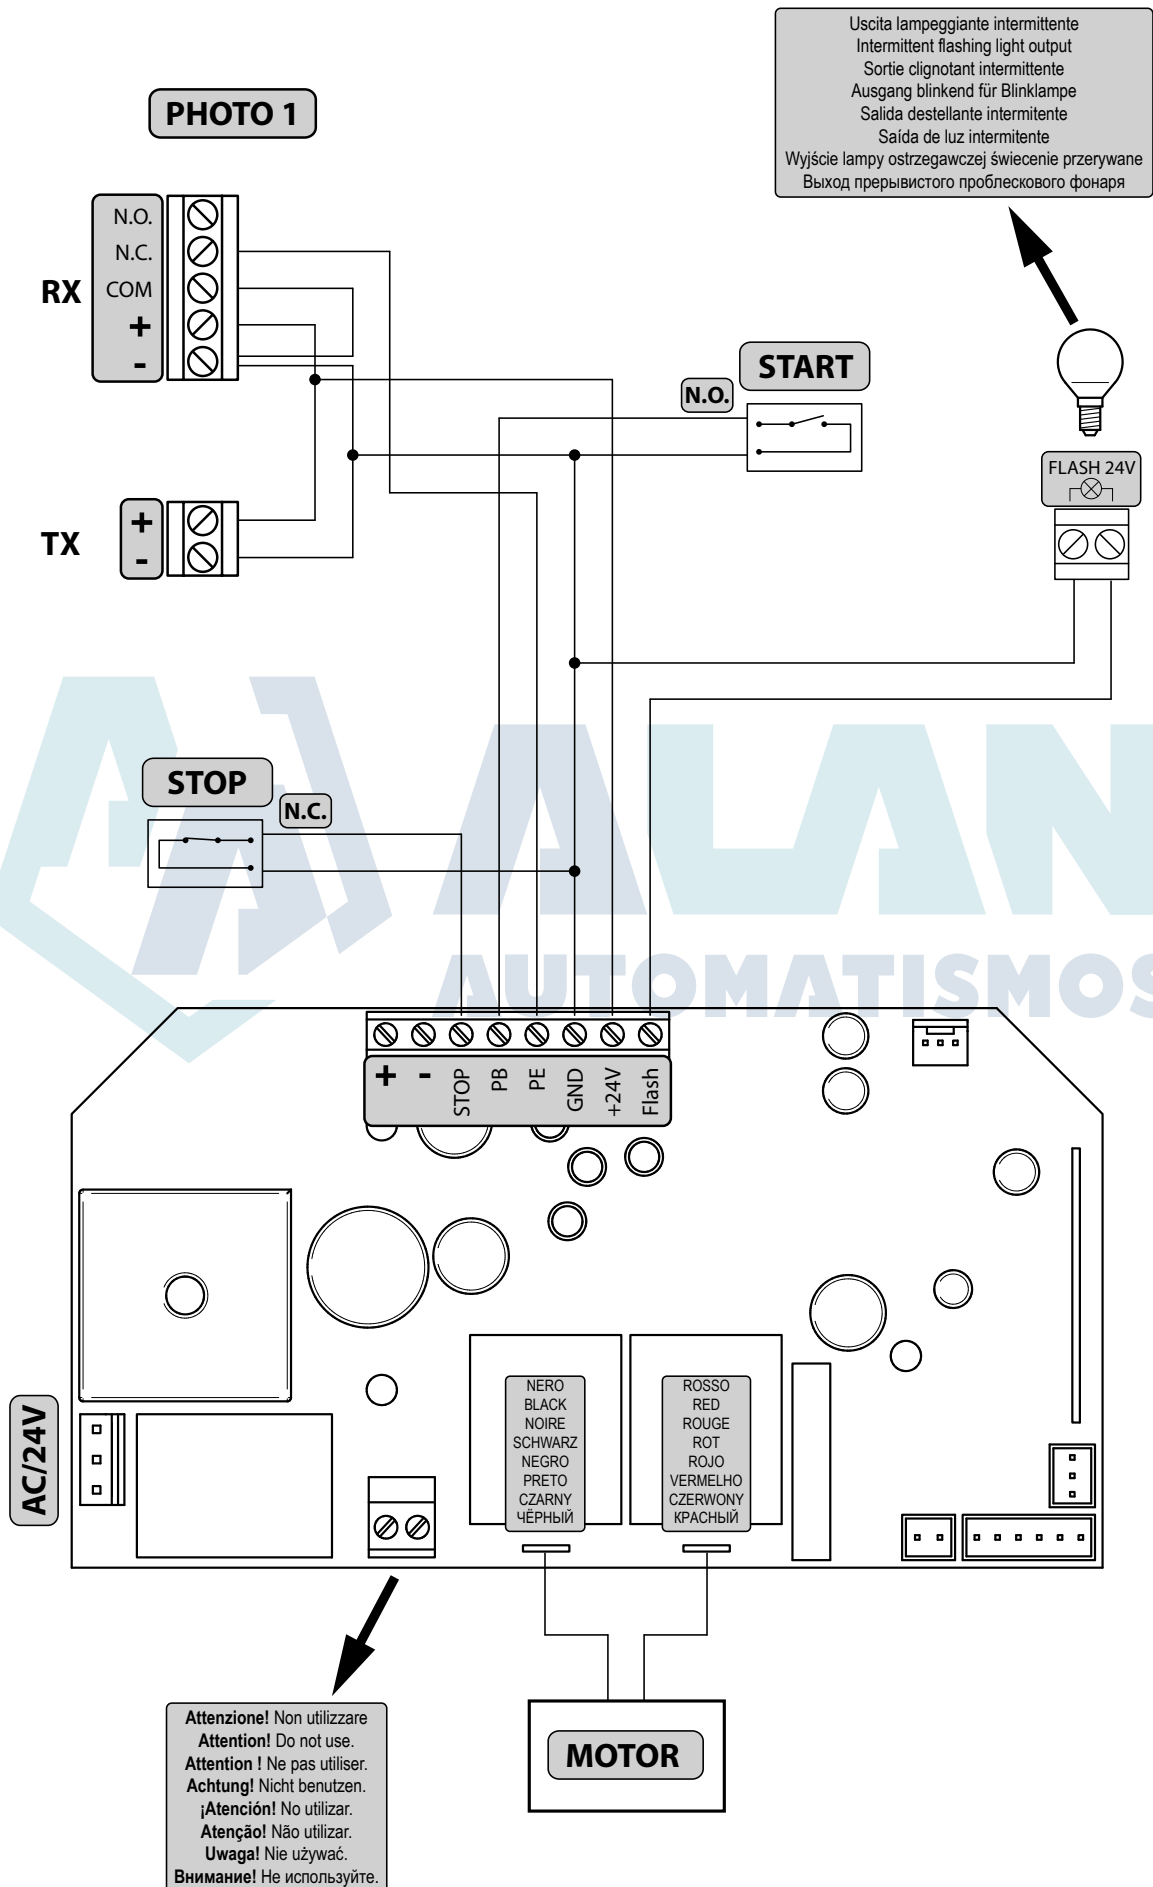 Uscita lampeggiante intermittente
Intermittent flashing light output
Sortie clignotant intermittente
Ausgang blinkend für Blinklampe
Salida destellante intermitente
Saída de luz intermitente
Wyjście lampy ostrzegawczej świecenie przerywane
Выход прерывистого проблескового фонаря
PHOTO 1
RX
N.O.
N.C.
COM
+
-
START
N.O.
FLASH 24V
TX
+
-
STOP
N.C.
ALAN
AUTOMATISMOS
+
-
STOP
PB
PE
GND
+24V
Flash
AC/24V
NERO
BLACK
NOIRE
SCHWARZ
NEGRO
PRETO
CZARNY
ЧЁРНЫЙ
ROSSO
RED
ROUGE
ROT
ROJO
VERMELHO
CZERWONY
КРАСНЫЙ
MOTOR
Attenzione! Non utilizzare
Attention! Do not use.
Attention ! Ne pas utiliser.
Achtung! Nicht benutzen.
¡Atención! No utilizar.
Atenção! Não utilizar.
Uwaga! Nie używać.
Внимание! Не используйте.